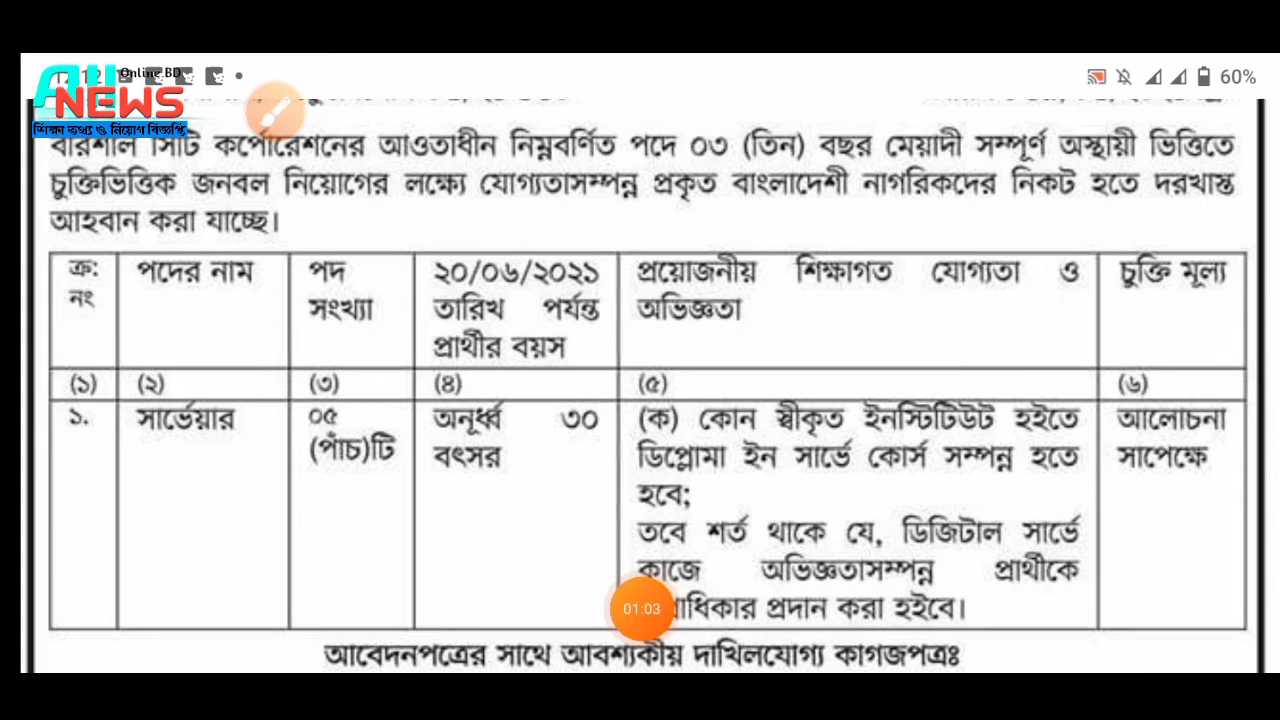 Online.BD
60%
NEWS
শিক্ষা তথ্য ও নিয়োগ বিজ্ঞপ্তি
বরিশাল সিটি কর্পোরেশনের আওতাধীন নিম্নবর্ণিত পদে ০৩ (তিন) বছর মেয়াদী সম্পূর্ণ অস্থায়ী ভিত্তিতে
চুক্তিভিত্তিক জনবল নিয়োগের লক্ষ্যে যোগ্যতাসম্পন্ন প্রকৃত বাংলাদেশী নাগরিকদের নিকট হতে দরখাস্ত
আহবান করা যাচ্ছে।
ক্র: নং
পদের নাম
পদ সংখ্যা
২০/০৬/২০২১
তারিখ পর্যন্ত
প্রার্থীর বয়স
প্রয়োজনীয় শিক্ষাগত যোগ্যতা ও
অভিজ্ঞতা
চুক্তি মূল্য
(১) (২) (৩) (৪) (৫) (৬)
১.
সার্ভেয়ার
০৫
(পাঁচ)টি
অনূর্ধ্ব ৩০
বৎসর
(ক) কোন স্বীকৃত ইনস্টিটিউট হইতে
ডিপ্লোমা ইন সার্ভে কোর্স সম্পন্ন হতে
হবে;
তবে শর্ত থাকে যে, ডিজিটাল সার্ভে
কাজে অভিজ্ঞতাসম্পন্ন প্রার্থীকে
প্রদান করা হইবে।
আলোচনা
সাপেক্ষে
01:03
আবেদনপত্রের সাথে আবশ্যকীয় দাখিলযোগ্য কাগজপত্রঃ